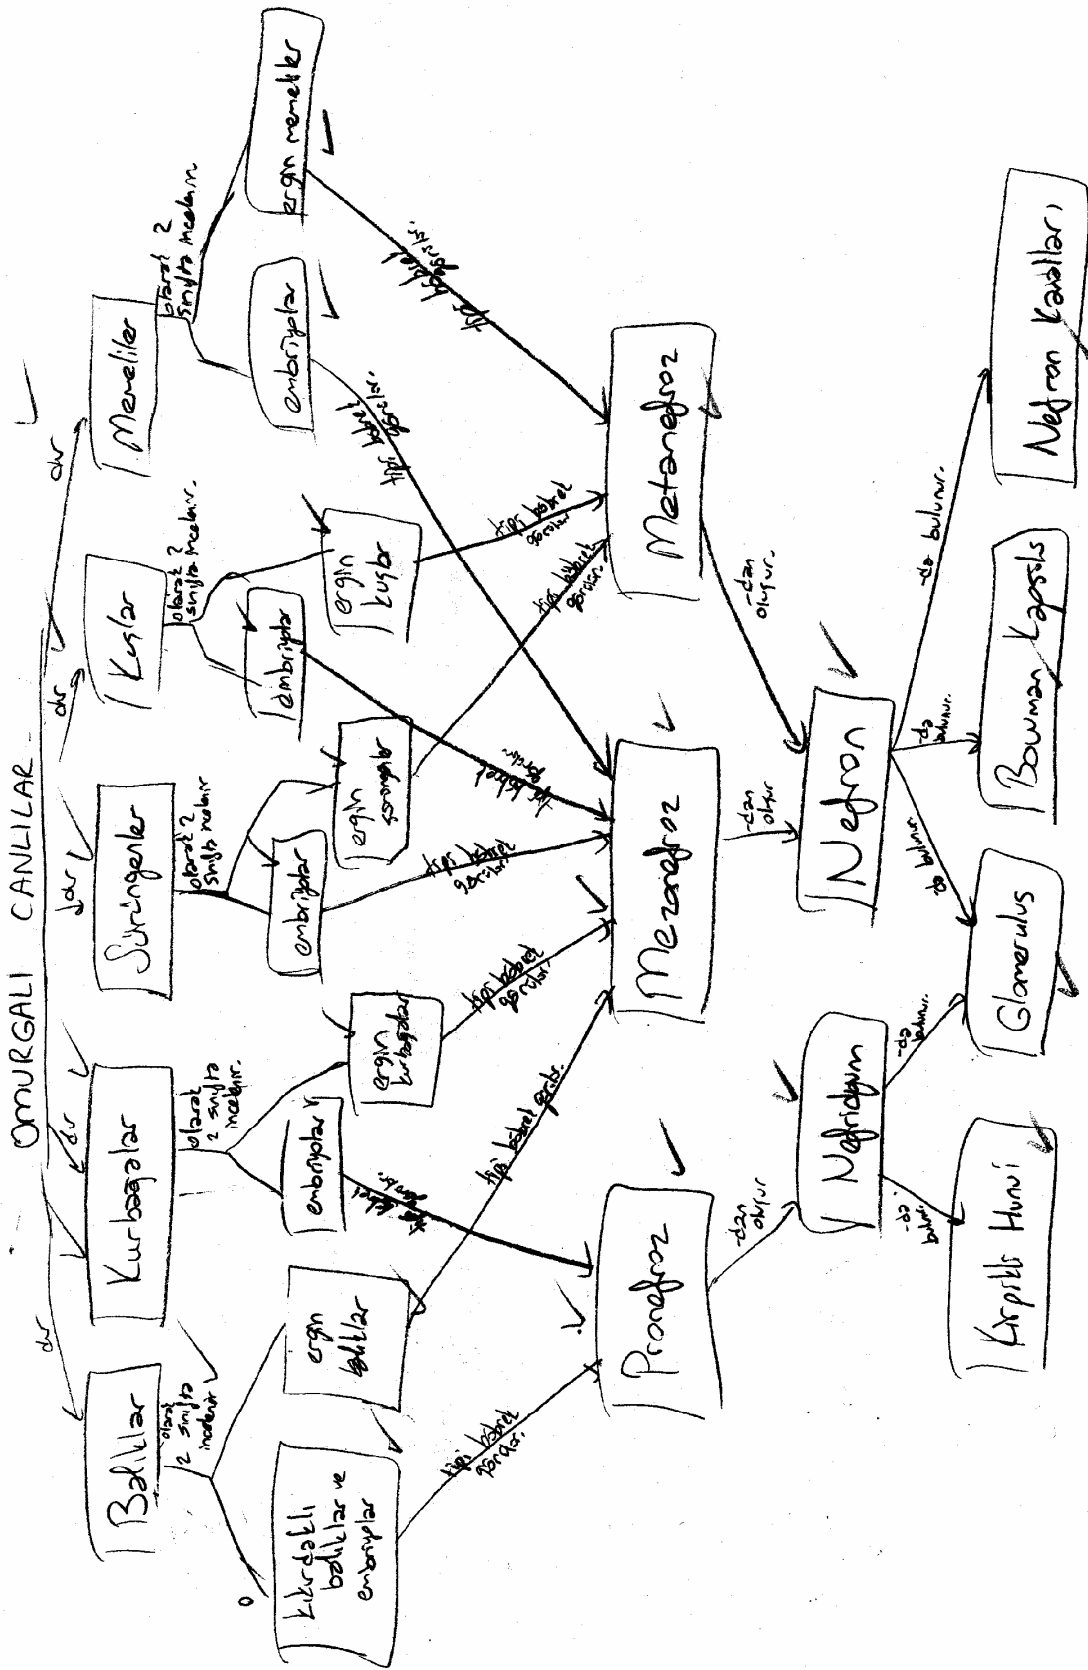 OMURGALI CANLILAR
dır
dır
dır
dır
dır
Balıklar
Kurbağalar
Sürüngenler
Kuşlar
Memeliler
olarak
2 sınıfta
incelenir
olarak
2 sınıfta
incelenir.
olarak 2
sınıfta incelenir
olarak 2
sınıfta incelenir.
olarak 2
sınıfta incelenir.
kıkırdaklı
balıklar ve
embriyolar
ergin
balıklar
embriyolar
ergin
kurbağalar
embriyolar
ergin
sürüngenler
embriyolar
ergin
kuşlar
embriyolar
ergin memeliler
tipi böbrek
görülür.
tipi böbrek görülür.
tipi böbrek
görülür.
tipi böbrek
görülür
tipi böbrek
görülür
tipi böbrek
görülür.
tipi böbrek
görülür
tipi böbrek
görülür.
tipi böbrek
görülür.
Pronefroz
Mezonefroz
Metanefroz
-dan
oluşur
-dan
oluşur
-dan
oluşur.
Nefridyum
Nefron
-da
bulunur.
-da
bulunur.
-da bulunur
-da
bulunur.
-da bulunur.
Kirpikli Huni
Glomerulus
Bowman Kapsülü
Nefron Kanalları